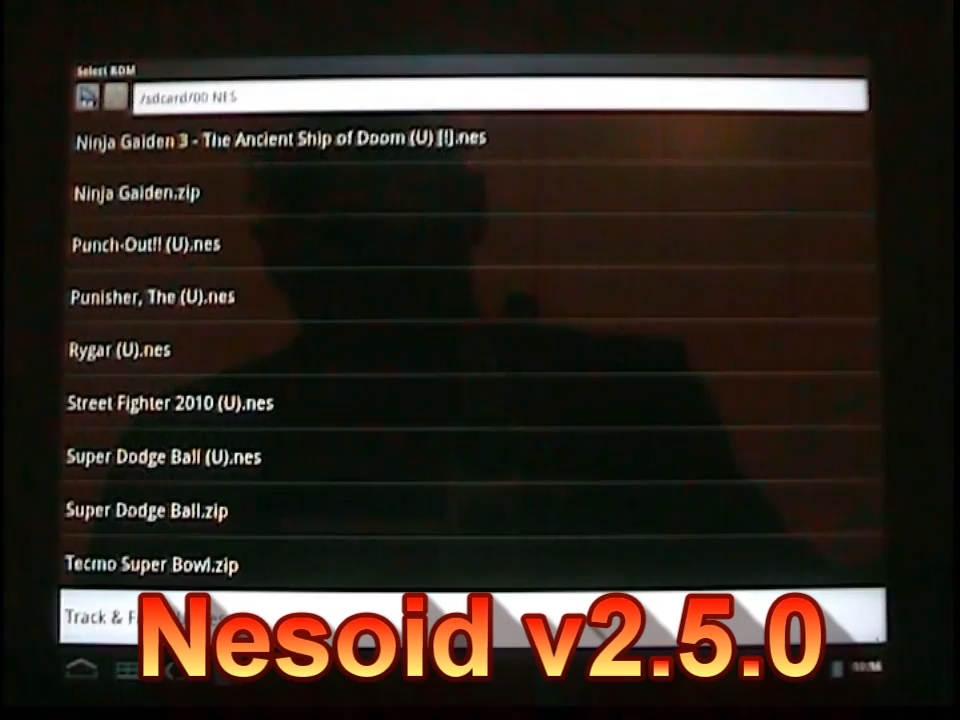 Select ROM
/sdcard/00 NES
Ninja Gaiden 3 - The Ancient Ship of Doom (U) [!].nes
Ninja Gaiden.zip
Punch-Out!! (U).nes
Punisher, The (U).nes
Rygar (U).nes
Street Fighter 2010 (U).nes
Super Dodge Ball (U).nes
Super Dodge Ball.zip
Tecmo Super Bowl.zip
Track &
Nesoid v2.5.0